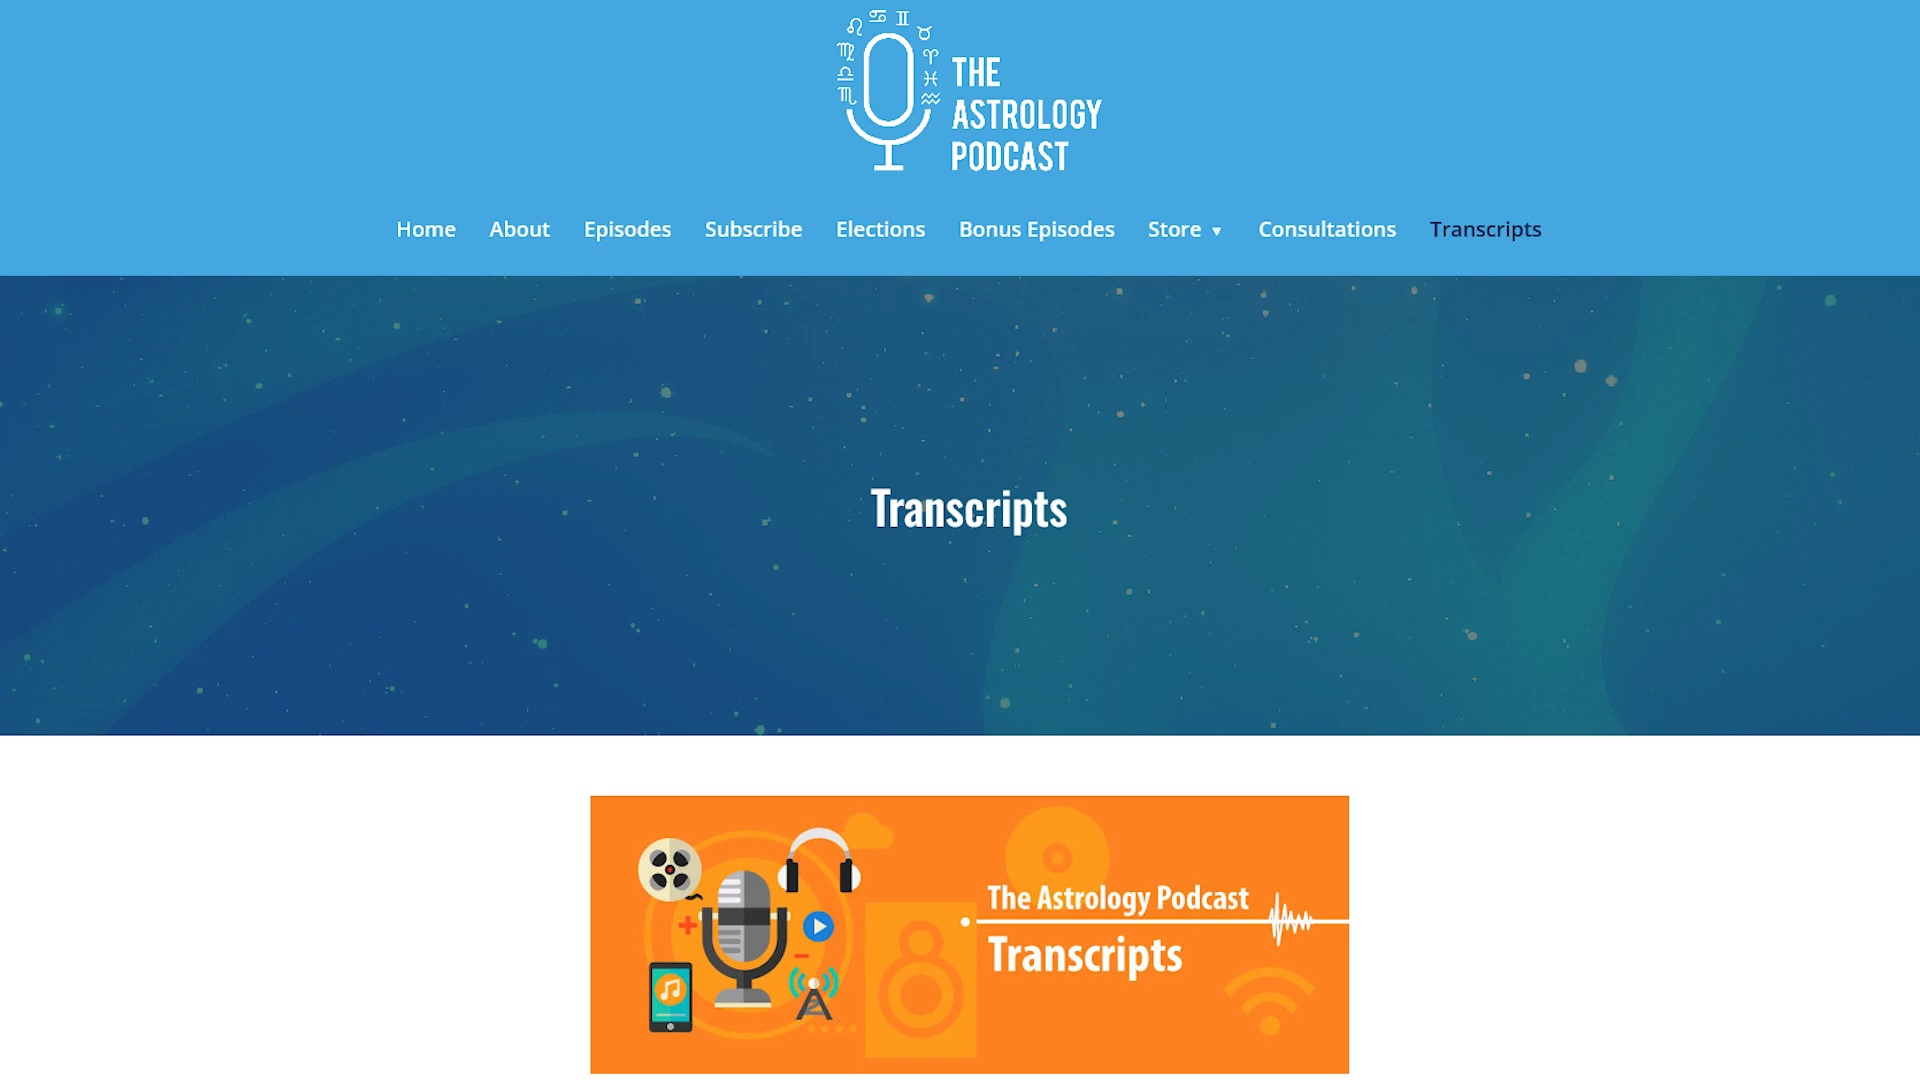 THE
ASTROLOGY
PODCAST
Home About Episodes Subscribe Elections Bonus Episodes Store ▼ Consultations Transcripts
Transcripts
The Astrology Podcast
Transcripts